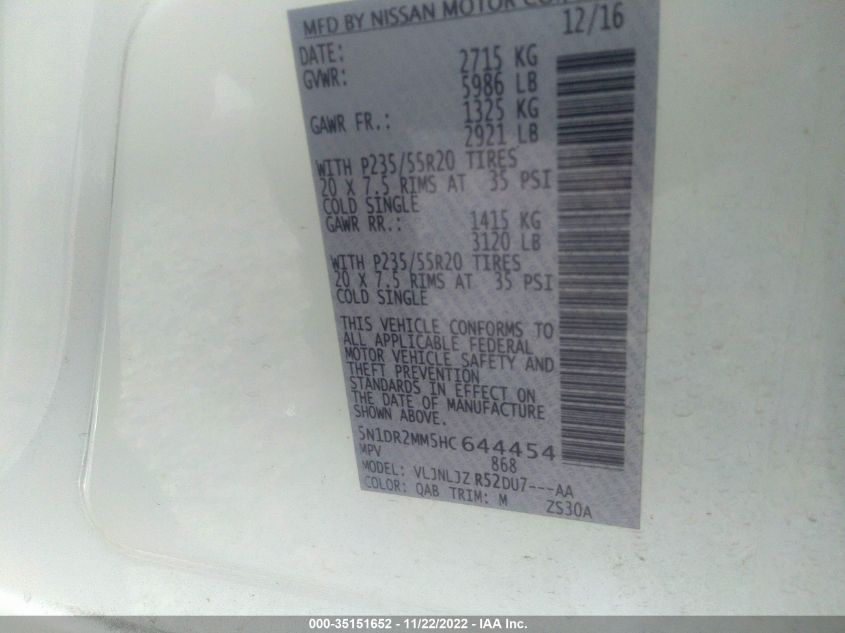 MFD BY NISSAN MOTOR CO.
DATE: 12/16
GVWR: 2715 KG
5986 LB
GAWR FR.: 1325 KG
2921 LB
WITH P235/55R20 TIRES
20 X 7.5 RIMS AT 35 PSI
COLD SINGLE
GAWR RR.: 1415 KG
3120 LB
WITH P235/55R20 TIRES
20 X 7.5 RIMS AT 35 PSI
COLD SINGLE
THIS VEHICLE CONFORMS TO
ALL APPLICABLE FEDERAL
MOTOR VEHICLE SAFETY AND
THEFT PREVENTION
STANDARDS IN EFFECT ON
THE DATE OF MANUFACTURE
SHOWN ABOVE.
5N1DR2MM5HC644454
MPV 868
MODEL: VLJNLJZ R52DU7---AA
COLOR: QAB TRIM: M ZS30A
000-35151652 - 11/22/2022 - IAA Inc.